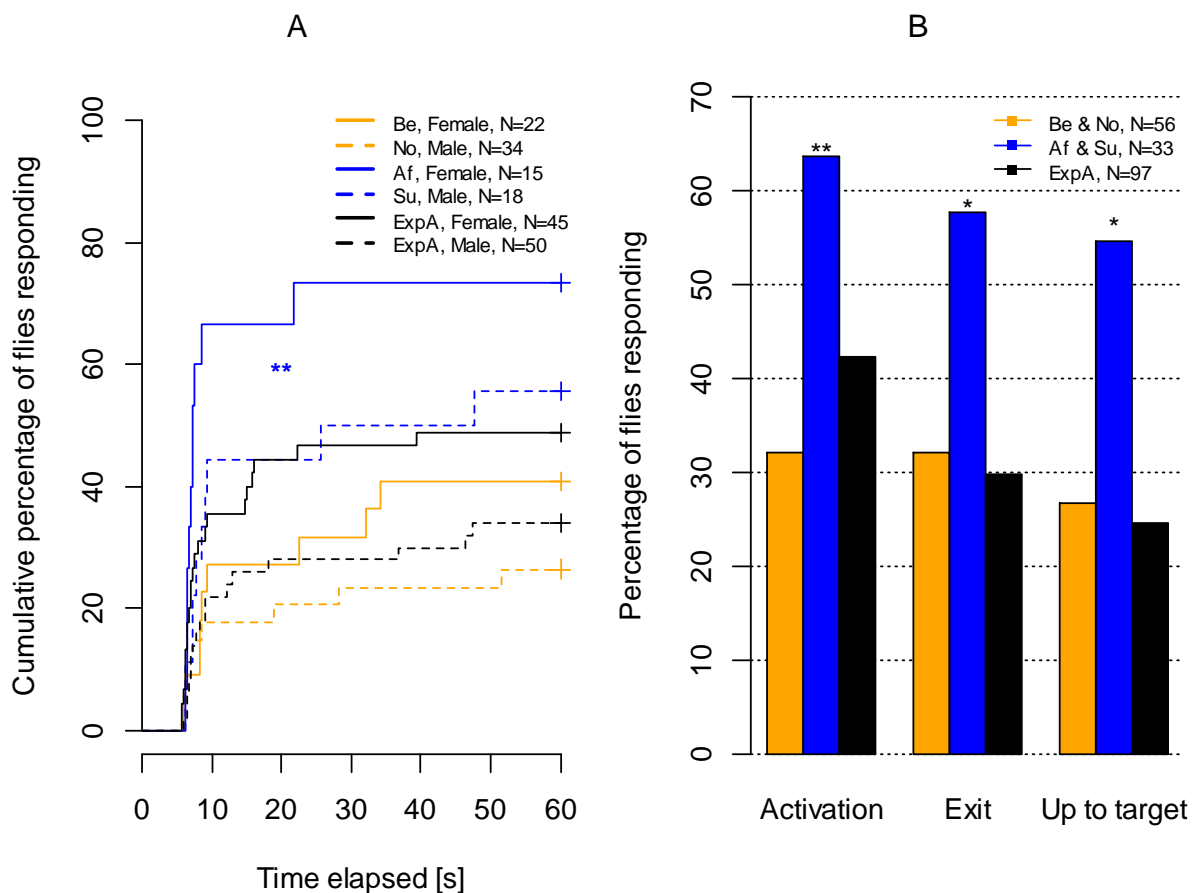 A
Cumulative percentage of flies responding
100
80
60
40
20
0
Be, Female, N=22
No, Male, N=34
Af, Female, N=15
Su, Male, N=18
ExpA, Female, N=45
ExpA, Male, N=50
**
0 10 20 30 40 50 60
Time elapsed [s]
B
Percentage of flies responding
70
60
50
40
30
20
10
0
Be & No, N=56
Af & Su, N=33
ExpA, N=97
**
*
*
Activation Exit Up to target